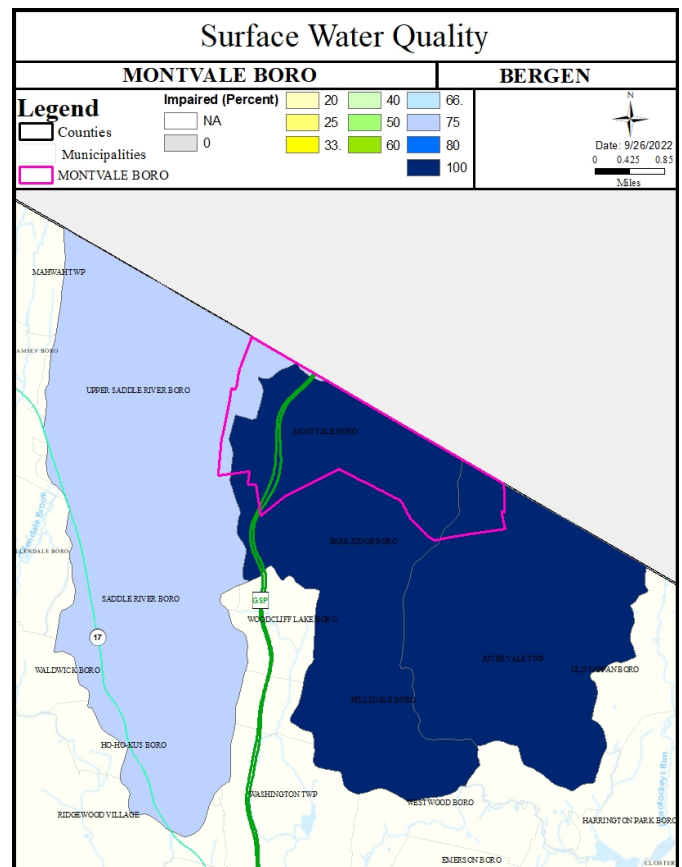 Surface Water Quality
MONTVALE BORO
BERGEN
Legend
Counties
Municipalities
MONTVALE BORO
Impaired (Percent)
NA
0
20
25
33.
40
50
60
66.
75
80
100
N
Date: 9/26/2022
0 0.425 0.85
Miles
MAHWAH TWP
AMSEY BORO
UPPER SADDLE RIVER BORO
MONTVALE BORO
PARK RIDGE BORO
LLENDALE BORO
SADDLE RIVER BORO
GSP
WOODCLIFF LAKE BORO
17
WALDWICK BORO
RIVER VALE TWP
OLD TAPPAN BORO
HILLSDALE BORO
HO-HO-KUS BORO
WASHINGTON TWP
WESTWOOD BORO
RIDGEWOOD VILLAGE
HARRINGTON PARK BORO
EMERSON BORO
CLOSTER